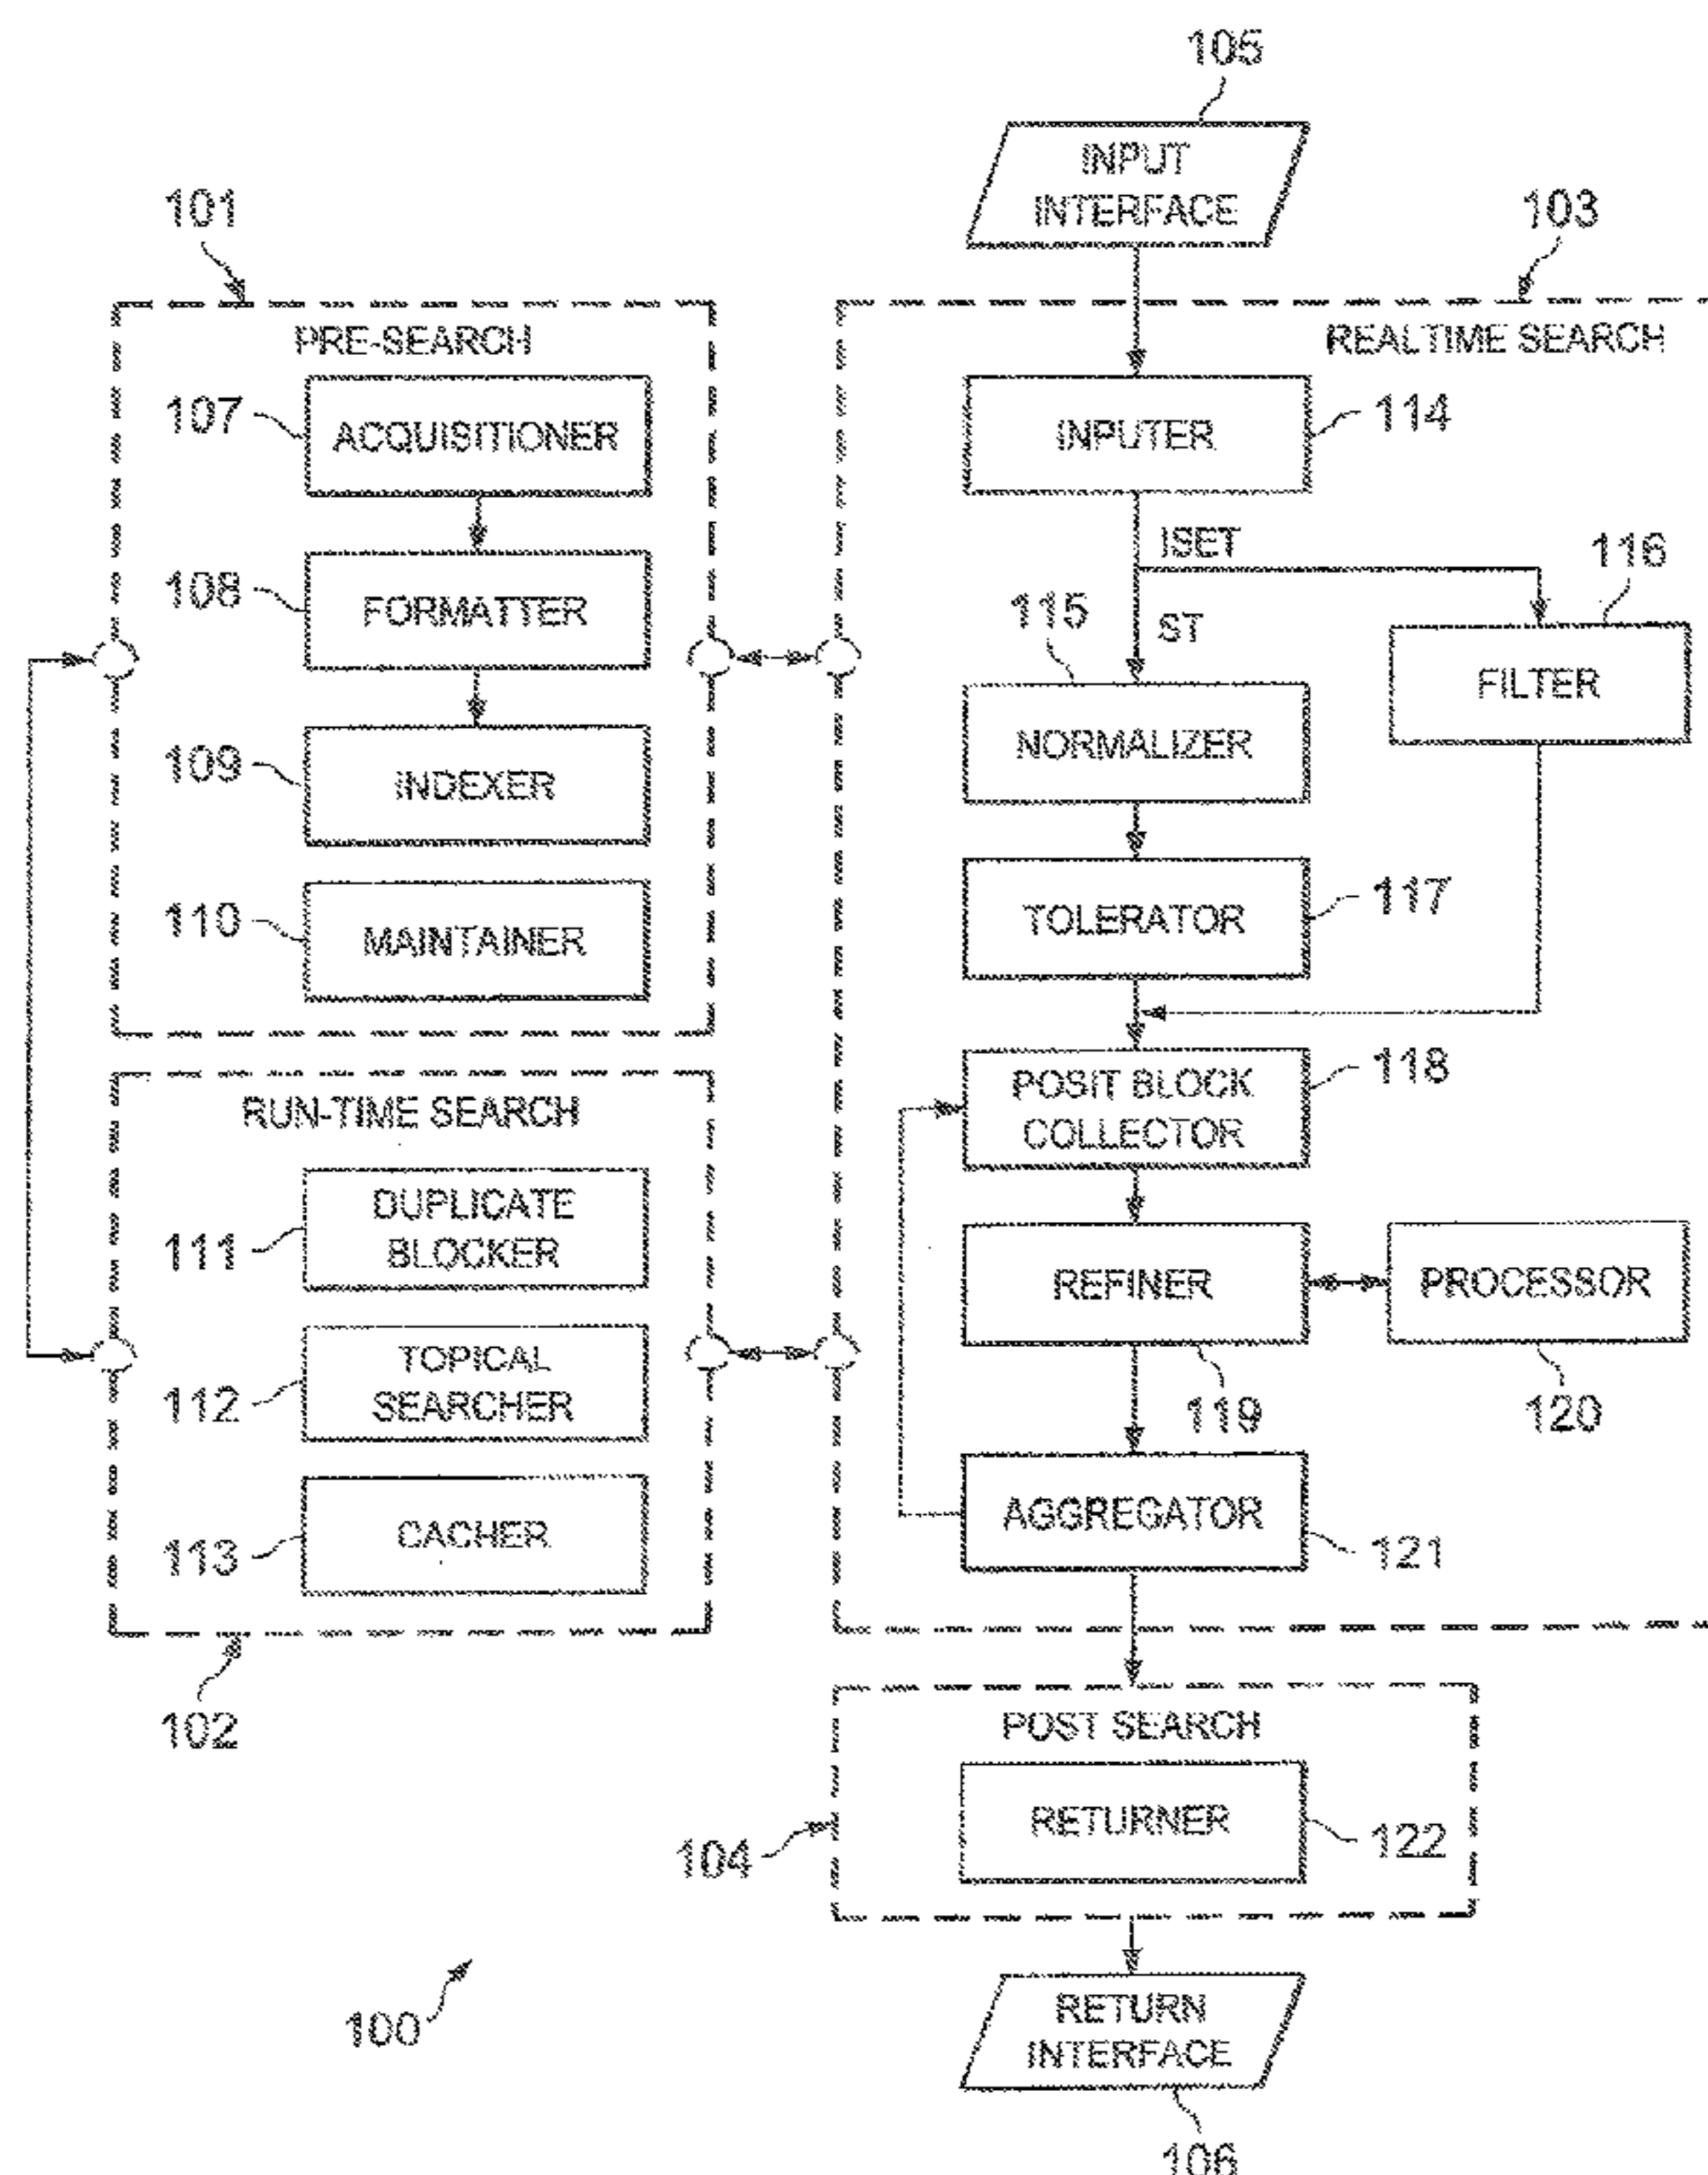 105
INPUT
INTERFACE
101
103
PRE-SEARCH
REALTIME SEARCH
107
ACQUISITIONER
INPUTER
114
ISET
116
108
FORMATTER
115
ST
FILTER
NORMALIZER
109
INDEXER
110
MAINTAINER
TOLERATOR
117
118
POSIT BLOCK
COLLECTOR
RUN-TIME SEARCH
111
DUPLICATE
BLOCKER
REFINER
PROCESSOR
112
TOPICAL
SEARCHER
119
120
113
CACHER
AGGREGATOR
121
102
POST SEARCH
104
RETURNER
122
100
RETURN
INTERFACE
106